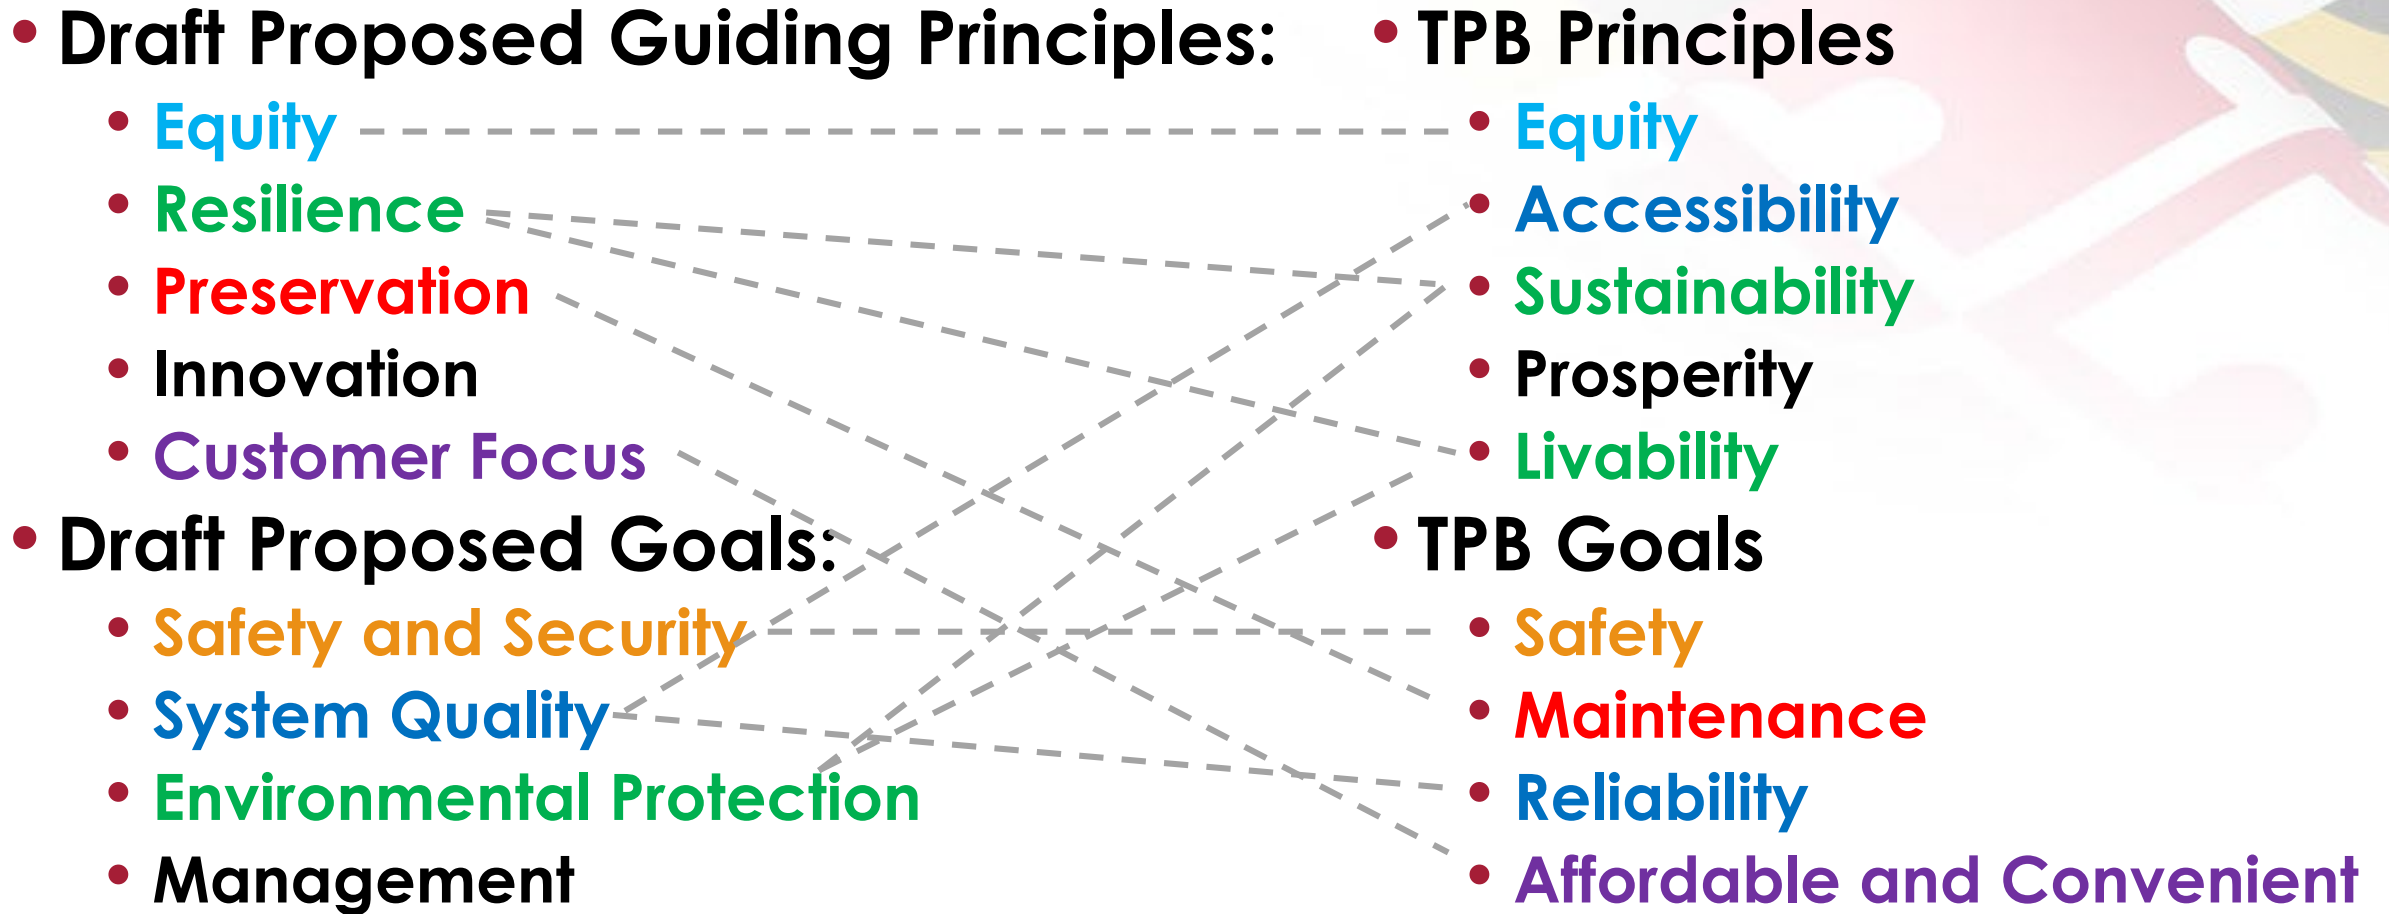 • Draft Proposed Guiding Principles:
• Equity
• Resilience
• Preservation
• Innovation
• Customer Focus
• Draft Proposed Goals:
• Safety and Security
• System Quality
• Environmental Protection
• Management
• TPB Principles
• Equity
• Accessibility
• Sustainability
• Prosperity
• Livability
• TPB Goals
• Safety
• Maintenance
• Reliability
• Affordable and Convenient